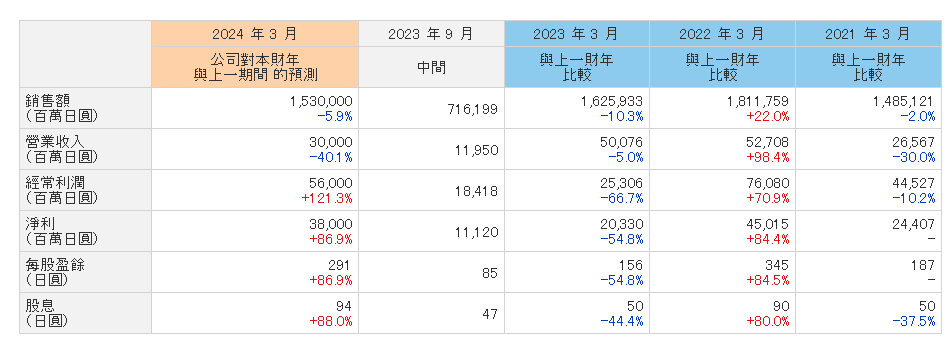 2024 年 3 月 2023 年 9 月 2023 年 3 月 2022 年 3 月 2021 年 3 月
公司對本財年
與上一期間 的預測
中間
與上一財年
比較
與上一財年
比較
與上一財年
比較
銷售額
(百萬日圓)
1,530,000
-5.9%
716,199
1,625,933
-10.3%
1,811,759
+22.0%
1,485,121
-2.0%
營業收入
(百萬日圓)
30,000
-40.1%
11,950
50,076
-5.0%
52,708
+98.4%
26,567
-30.0%
經常利潤
(百萬日圓)
56,000
+121.3%
18,418
25,306
-66.7%
76,080
+70.9%
44,527
-10.2%
淨利
(百萬日圓)
38,000
+86.9%
11,120
20,330
-54.8%
45,015
+84.4%
24,407
-
每股盈餘
(日圓)
291
+86.9%
85
156
-54.8%
345
+84.5%
187
-
股息
(日圓)
94
+88.0%
47
50
-44.4%
90
+80.0%
50
-37.5%